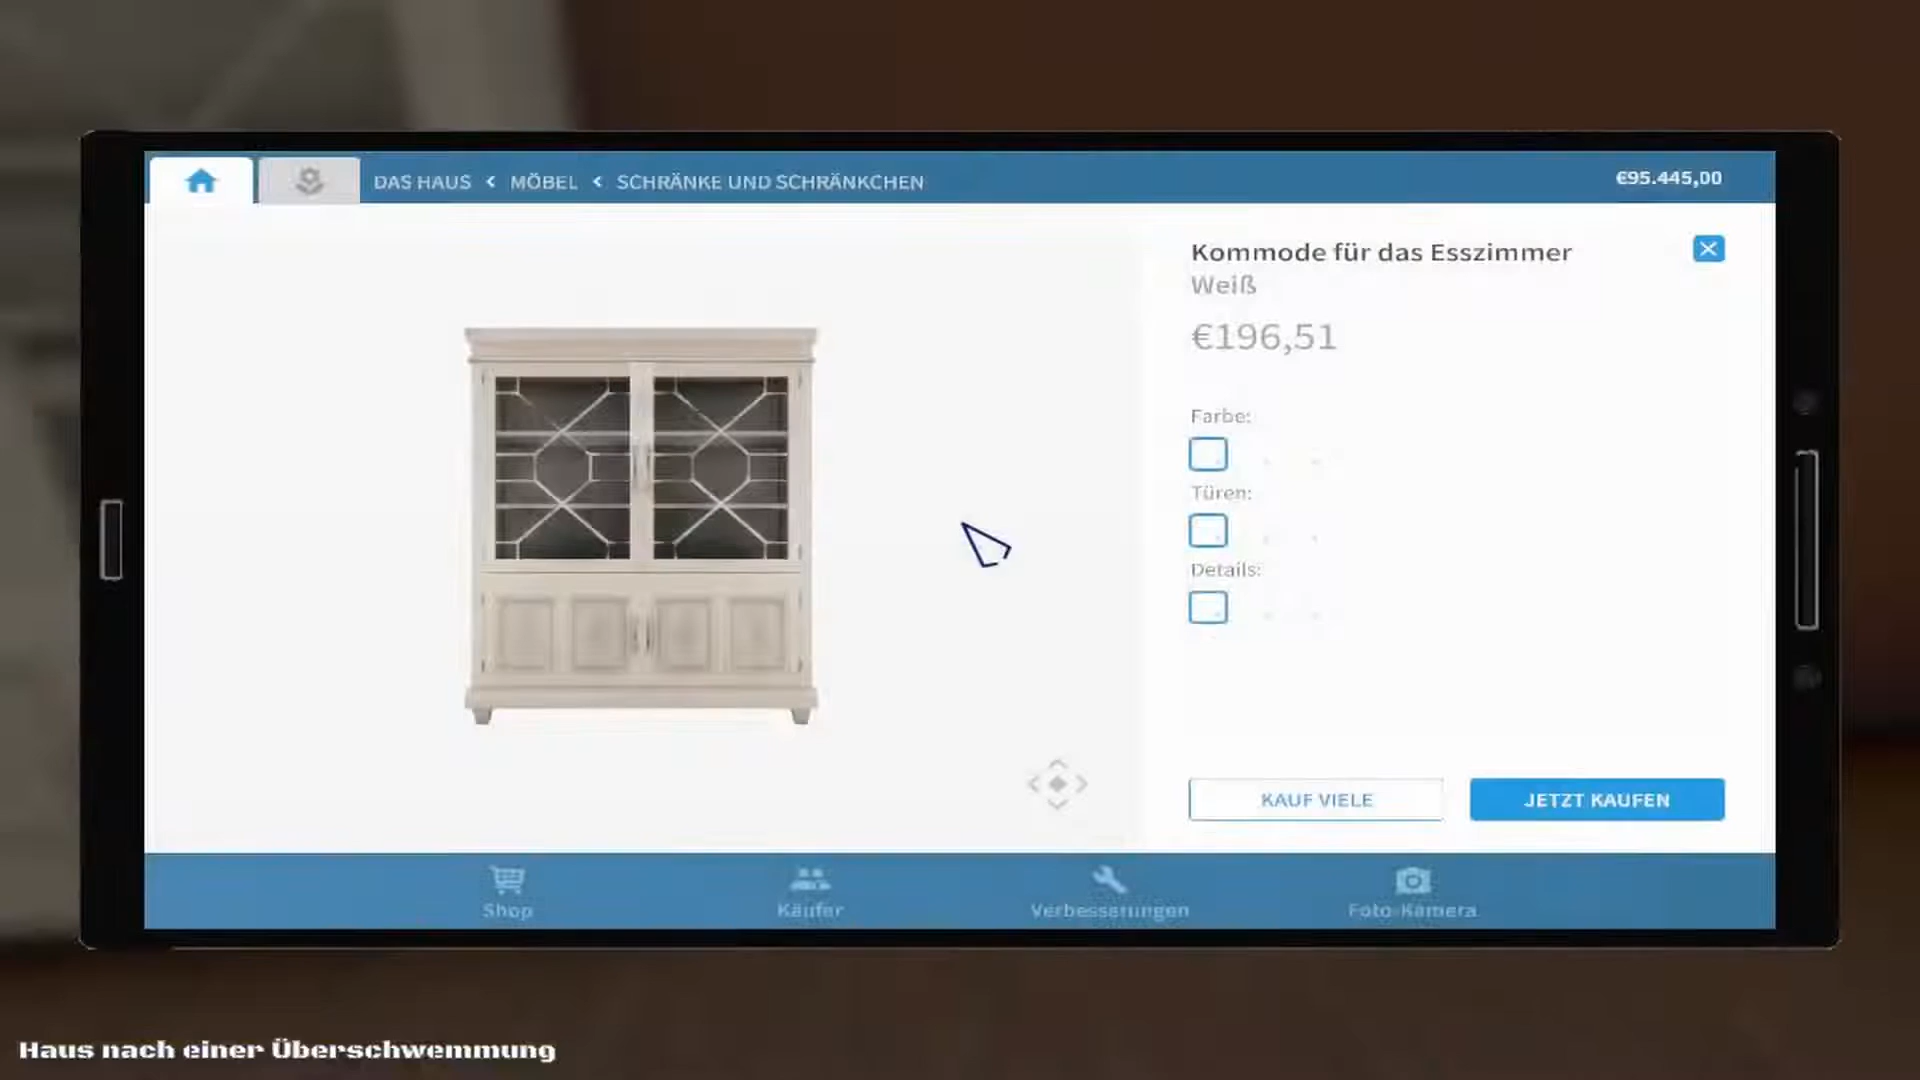 DAS HAUS < MÖBEL < SCHRÄNKE UND SCHRÄNKCHEN
€95.445,00
Kommode für das Esszimmer
Weiß
€196,51
Farbe:
Türen:
Details:
KAUF VIELE
JETZT KAUFEN
Shop
Käufer
Verbesserungen
Foto-Kamera
Haus nach einer Überschwemmung